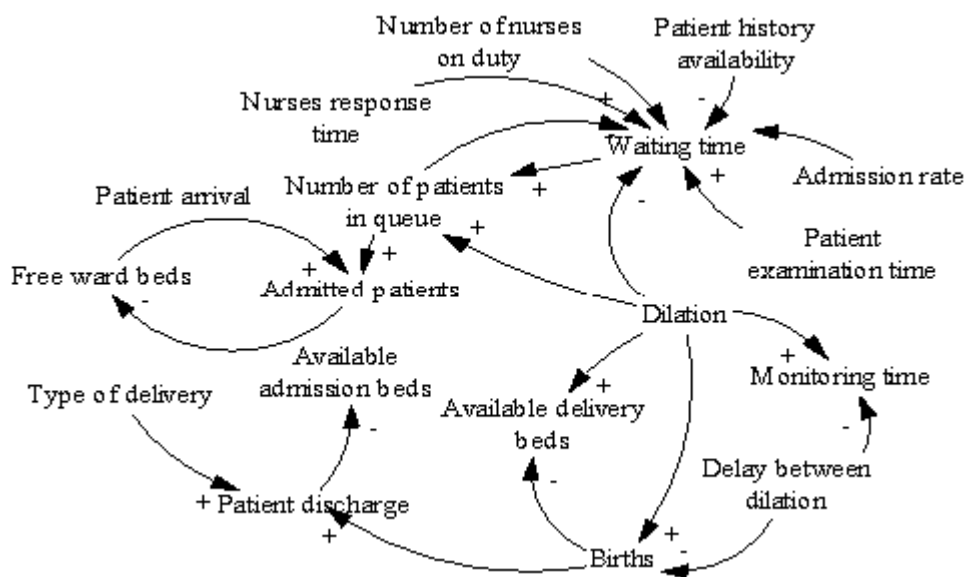 Number of nurses
on duty
Patient history
availability
Nurses response
time
+
-
Waiting time
Patient arrival
Number of patients
in queue
+
-
+
Admission rate
+
+
+
Patient
examination time
Free ward beds
-
Admitted patients
Dilation
Available
admission beds
Type of delivery
-
+
Available delivery
beds
+
Monitoring time
-
-
Delay between
dilation
+ Patient discharge
+
+
-
Births